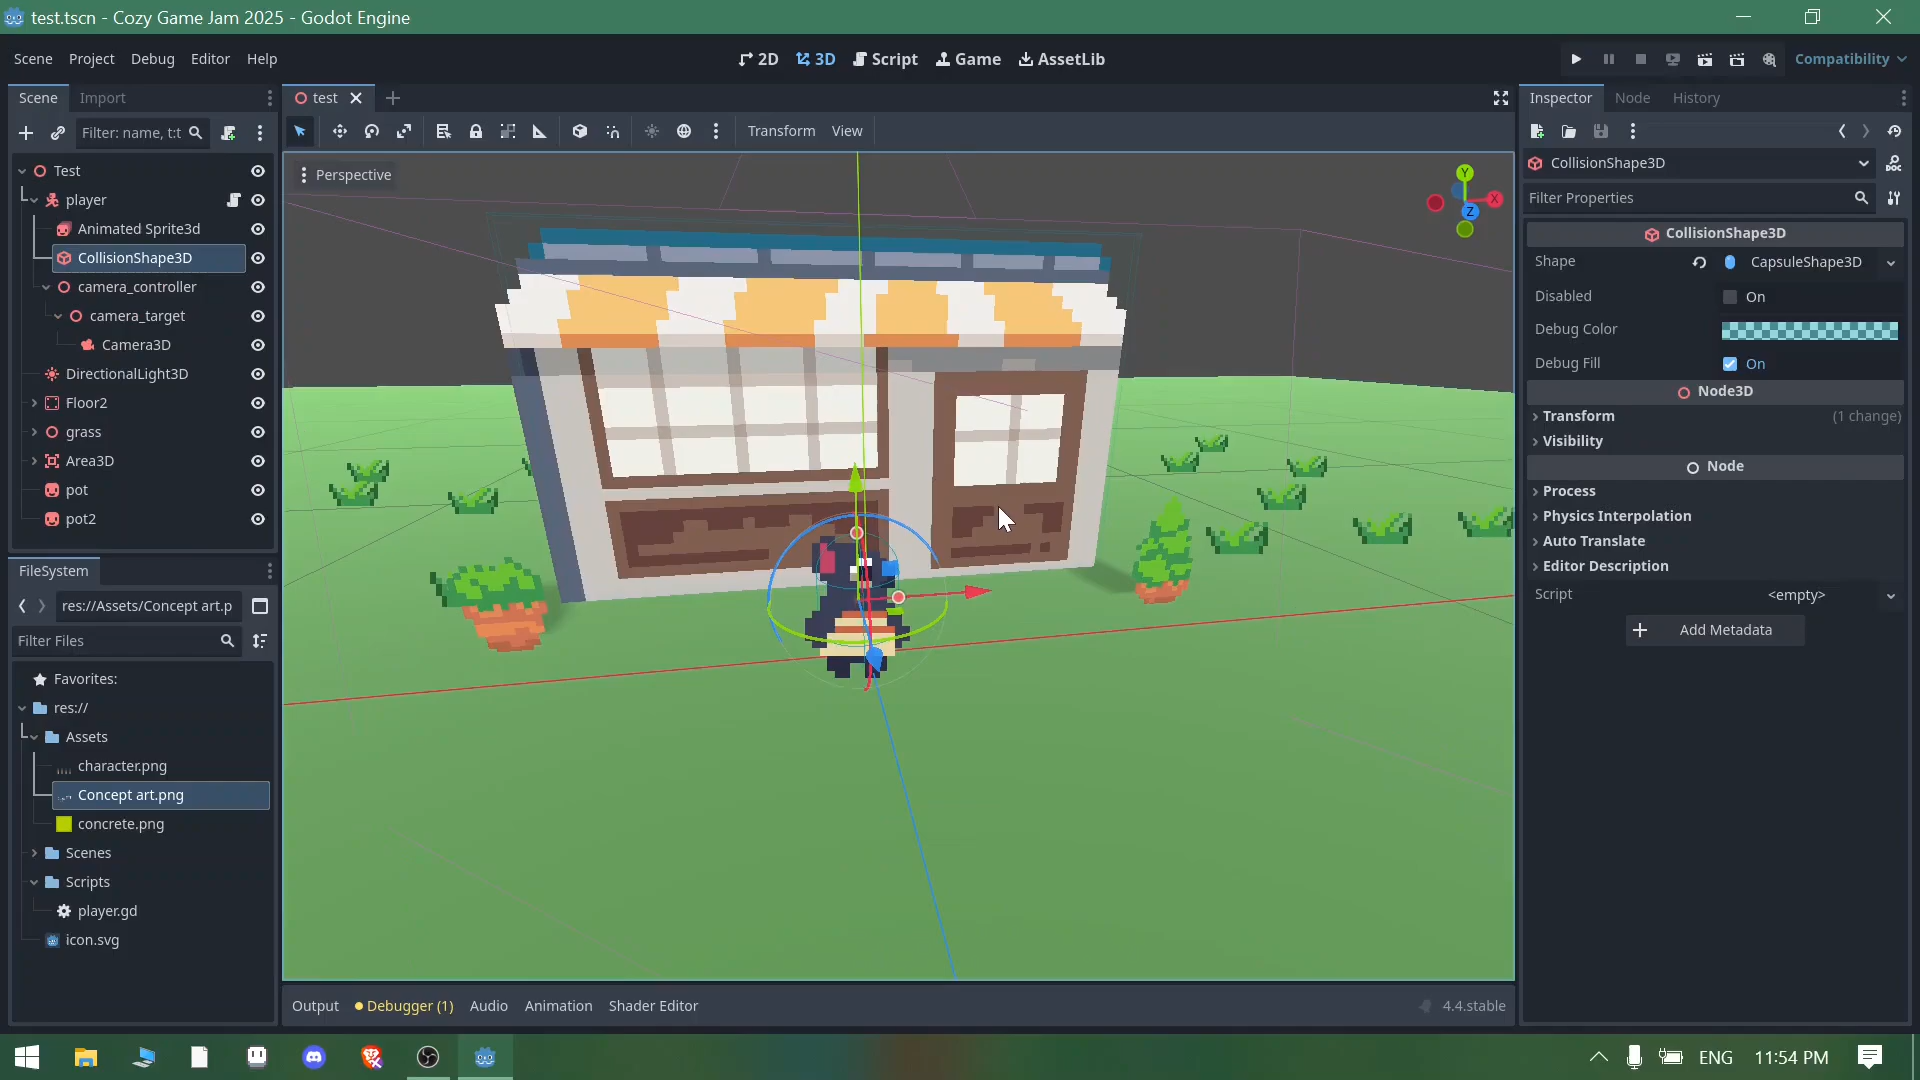 test.tscn - Cozy Game Jam 2025 - Godot Engine
Scene Project Debug Editor Help
2D 3D Script Game AssetLib
Compatibility
Scene Import
Filter: name, t:t
Test
player
Animated Sprite3d
CollisionShape3D
camera_controller
camera_target
Camera3D
DirectionalLight3D
Floor2
grass
Area3D
pot
pot2
FileSystem
res://Assets/Concept art.p
Filter Files
Favorites:
res://
Assets
character.png
Concept art.png
concrete.png
Scenes
Scripts
player.gd
icon.svg
test
Transform View
Perspective
Y
X
Z
Output Debugger (1) Audio Animation Shader Editor
4.4.stable
Inspector Node History
CollisionShape3D
Filter Properties
CollisionShape3D
Shape CapsuleShape3D
Disabled On
Debug Color
Debug Fill On
Node3D
Transform (1 change)
Visibility
Node
Process
Physics Interpolation
Auto Translate
Editor Description
Script <empty>
Add Metadata
ENG 11:54 PM